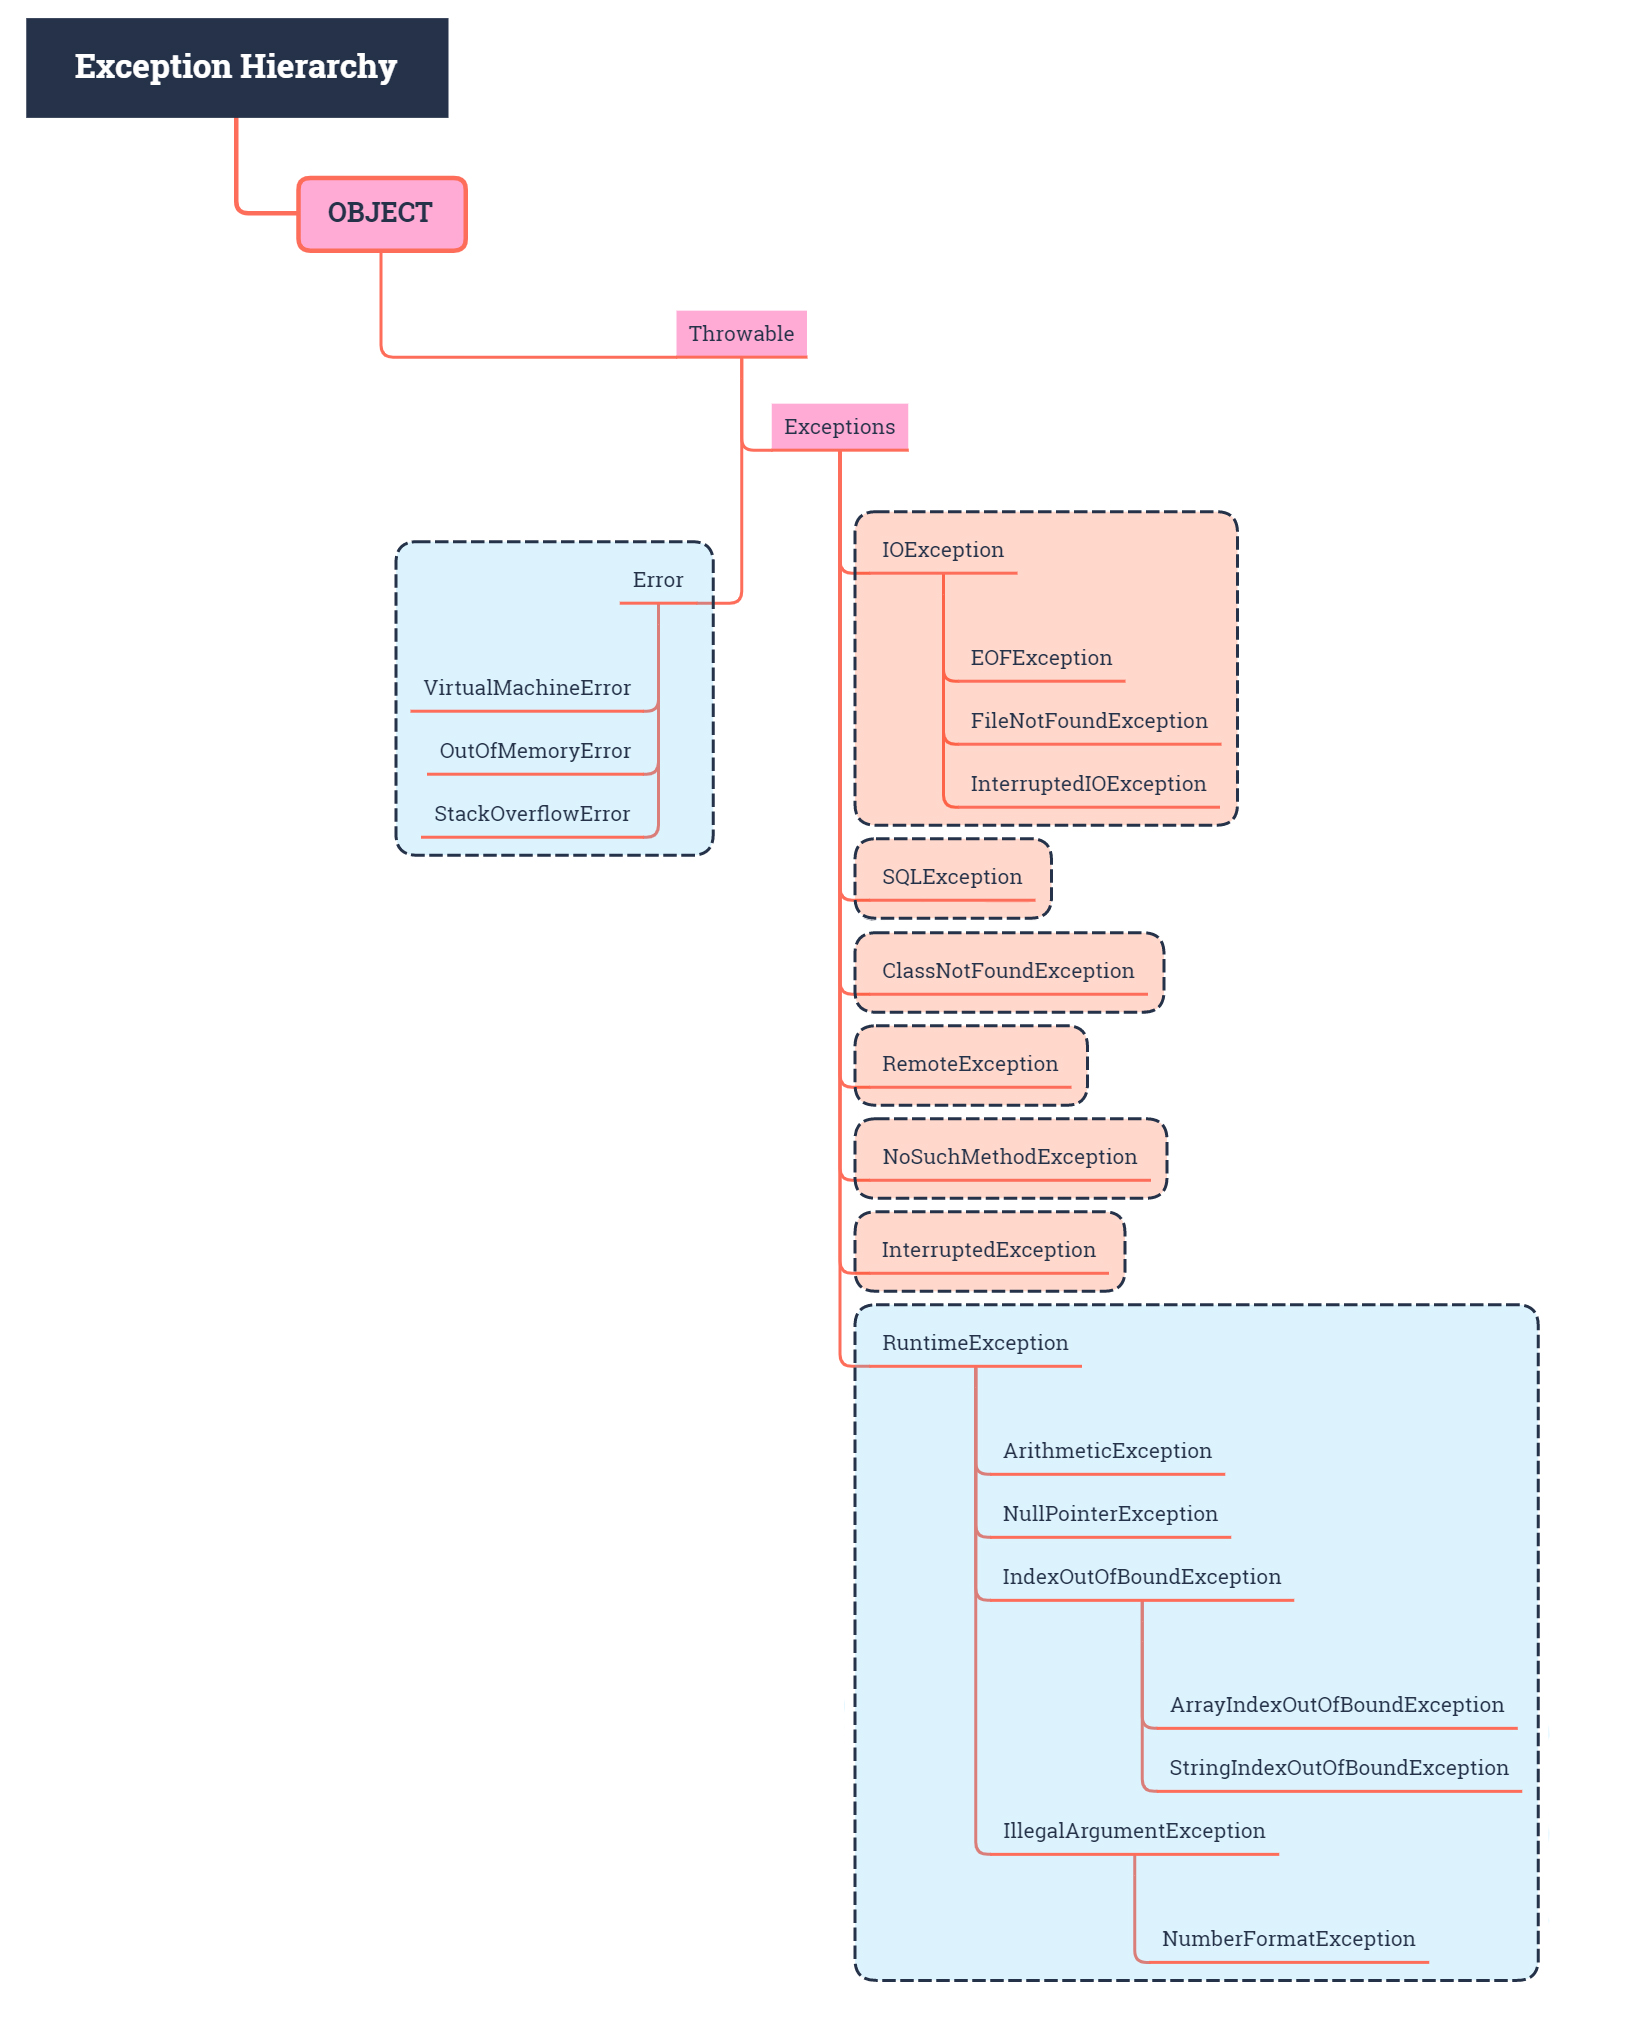 Exception Hierarchy
OBJECT
Throwable
Exceptions
Error
VirtualMachineError
OutOfMemoryError
StackOverflowError
IOException
EOFException
FileNotFoundException
InterruptedIOException
SQLException
ClassNotFoundException
RemoteException
NoSuchMethodException
InterruptedException
RuntimeException
ArithmeticException
NullPointerException
IndexOutOfBoundException
ArrayIndexOutOfBoundException
StringIndexOutOfBoundException
IllegalArgumentException
NumberFormatException